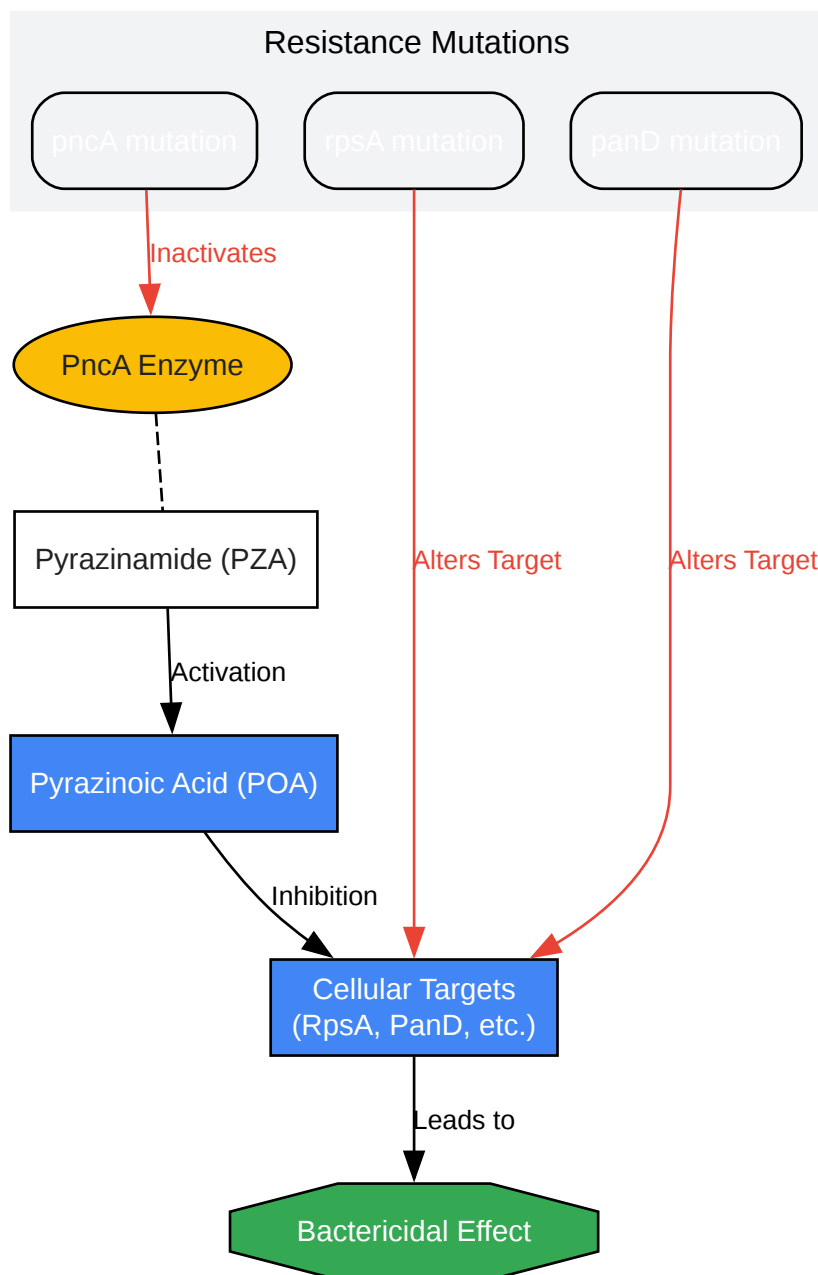 Resistance Mutations
pncA mutation
rpsA mutation
panD mutation
Inactivates
PncA Enzyme
Pyrazinamide (PZA)
Alters Target
Alters Target
Activation
Pyrazinoic Acid (POA)
Inhibition
Cellular Targets
(RpsA, PanD, etc.)
Leads to
Bactericidal Effect